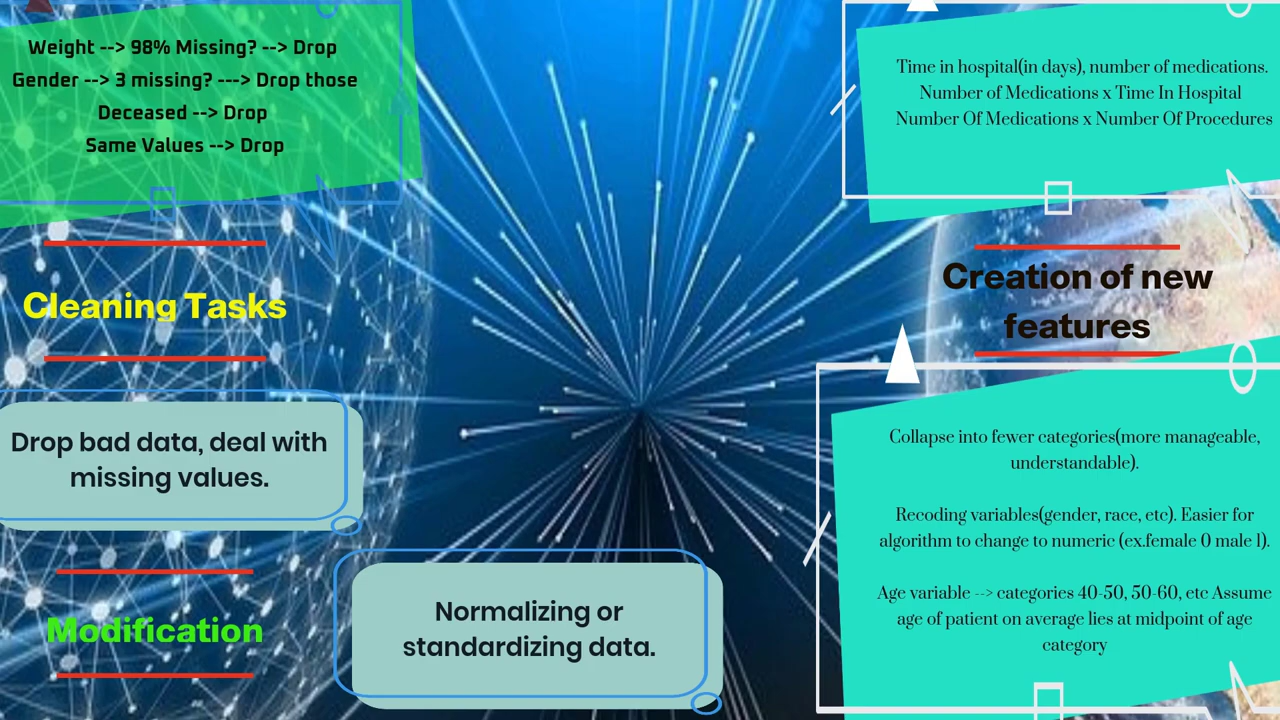 Weight --> 98% Missing? --> Drop
Gender --> 3 missing? ---> Drop those
Deceased --> Drop
Same Values --> Drop
Cleaning Tasks
Drop bad data, deal with
missing values.
Modification
Normalizing or
standardizing data.
Time in hospital(in days), number of medications.
Number of Medications x Time In Hospital
Number Of Medications x Number Of Procedures
Creation of new
features
Collapse into fewer categories(more manageable,
understandable).
Recoding variables(gender, race, etc). Easier for
algorithm to change to numeric (ex.female 0 male 1).
Age variable --> categories 40-50, 50-60, etc Assume
age of patient on average lies at midpoint of age
category